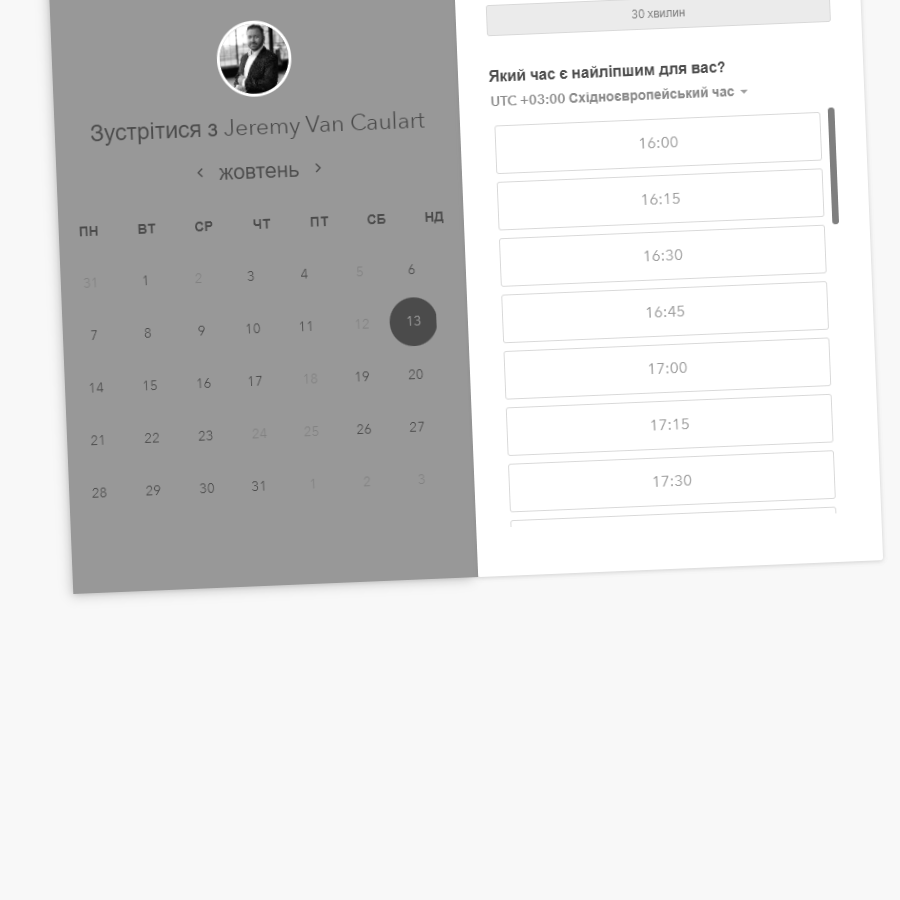 Зустрітися з Jeremy Van Caulart
жовтень
ПН ВТ СР ЧТ ПТ СБ НД
31 1 2 3 4 5 6
7 8 9 10 11 12 13
14 15 16 17 18 19 20
21 22 23 24 25 26 27
28 29 30 31 1 2 3
30 хвилин
Який час є найліпшим для вас?
UTC +03:00 Східноєвропейський час
16:00
16:15
16:30
16:45
17:00
17:15
17:30